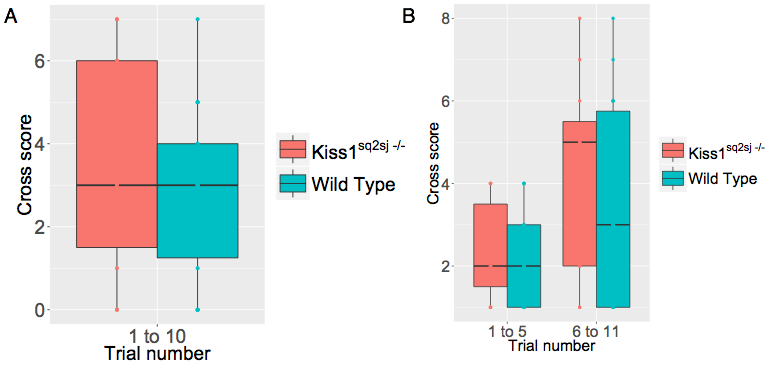 A
Cross score
6
4
2
0
1 to 10
Trial number
Kiss1sq2sj -/-
Wild Type
B
Cross score
8
6
4
2
1 to 5 6 to 11
Trial number
Kiss1sq2sj -/-
Wild Type